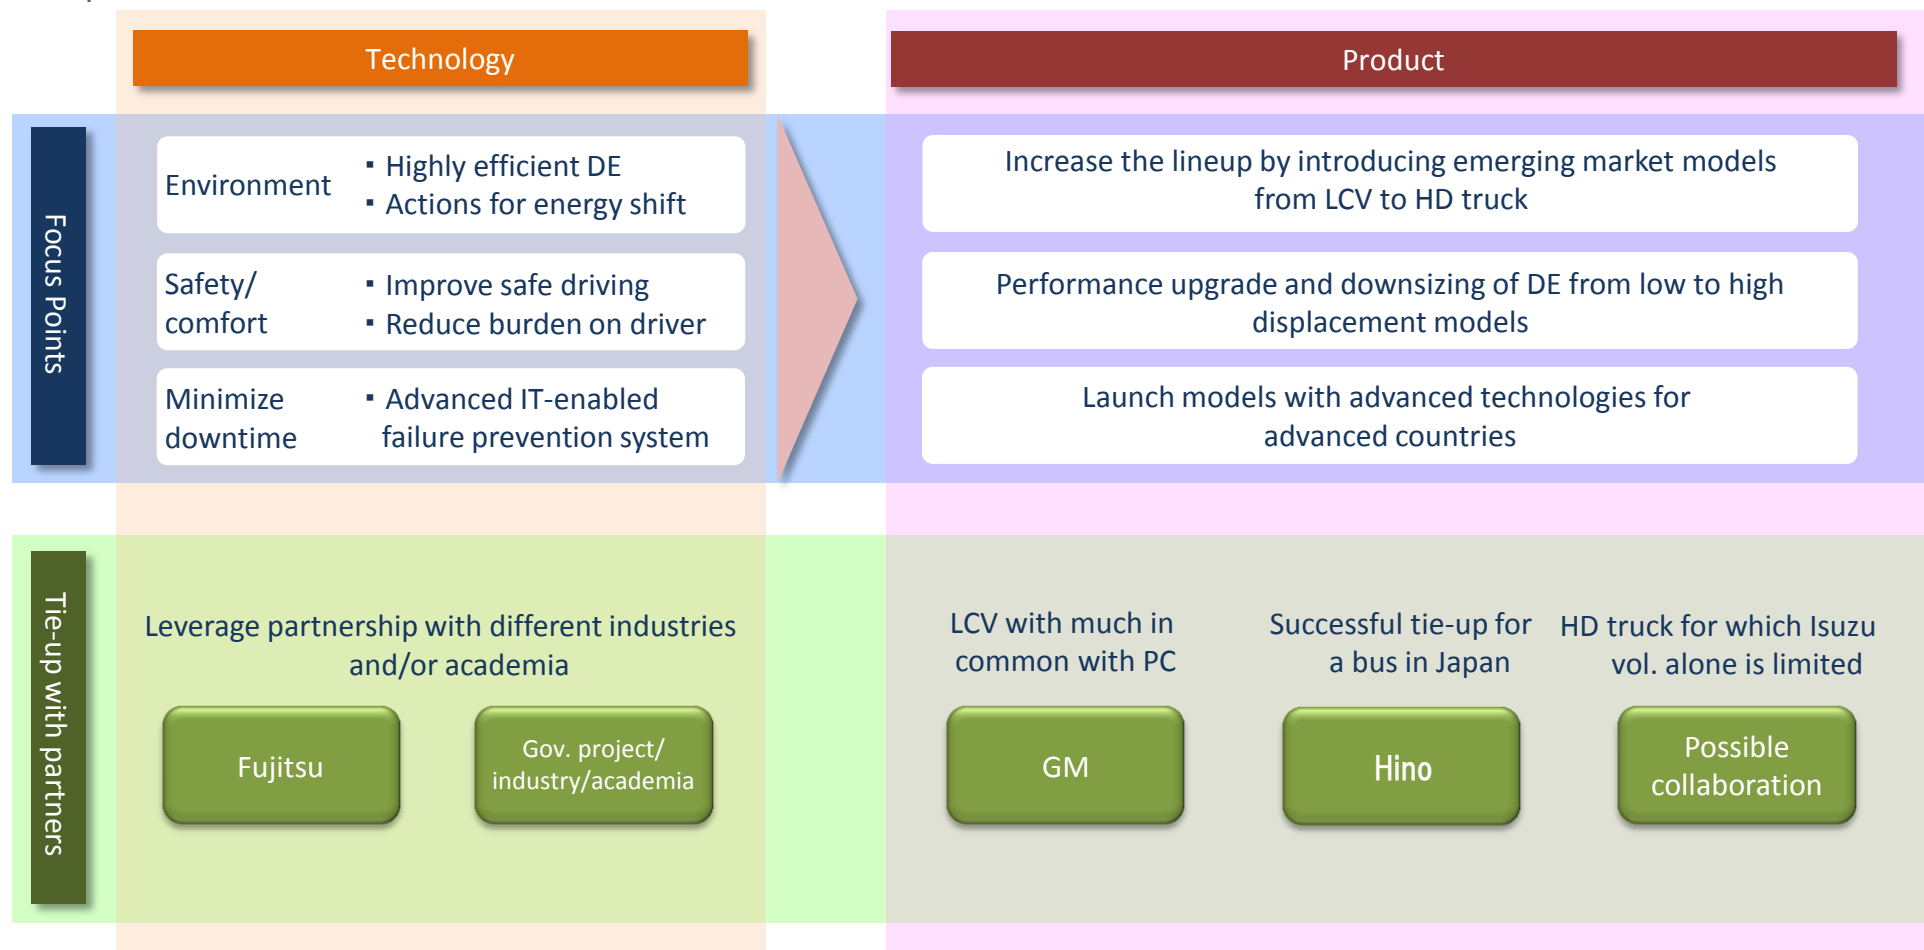 Technology
Product
Focus Points
Environment
▪ Highly efficient DE
▪ Actions for energy shift
Safety/
comfort
▪ Improve safe driving
▪ Reduce burden on driver
Minimize
downtime
▪ Advanced IT-enabled
failure prevention system
Increase the lineup by introducing emerging market models
from LCV to HD truck
Performance upgrade and downsizing of DE from low to high
displacement models
Launch models with advanced technologies for
advanced countries
Tie-up with partners
Leverage partnership with different industries
and/or academia
Fujitsu
Gov. project/
industry/academia
LCV with much in
common with PC
GM
Successful tie-up for
a bus in Japan
Hino
HD truck for which Isuzu
vol. alone is limited
Possible
collaboration